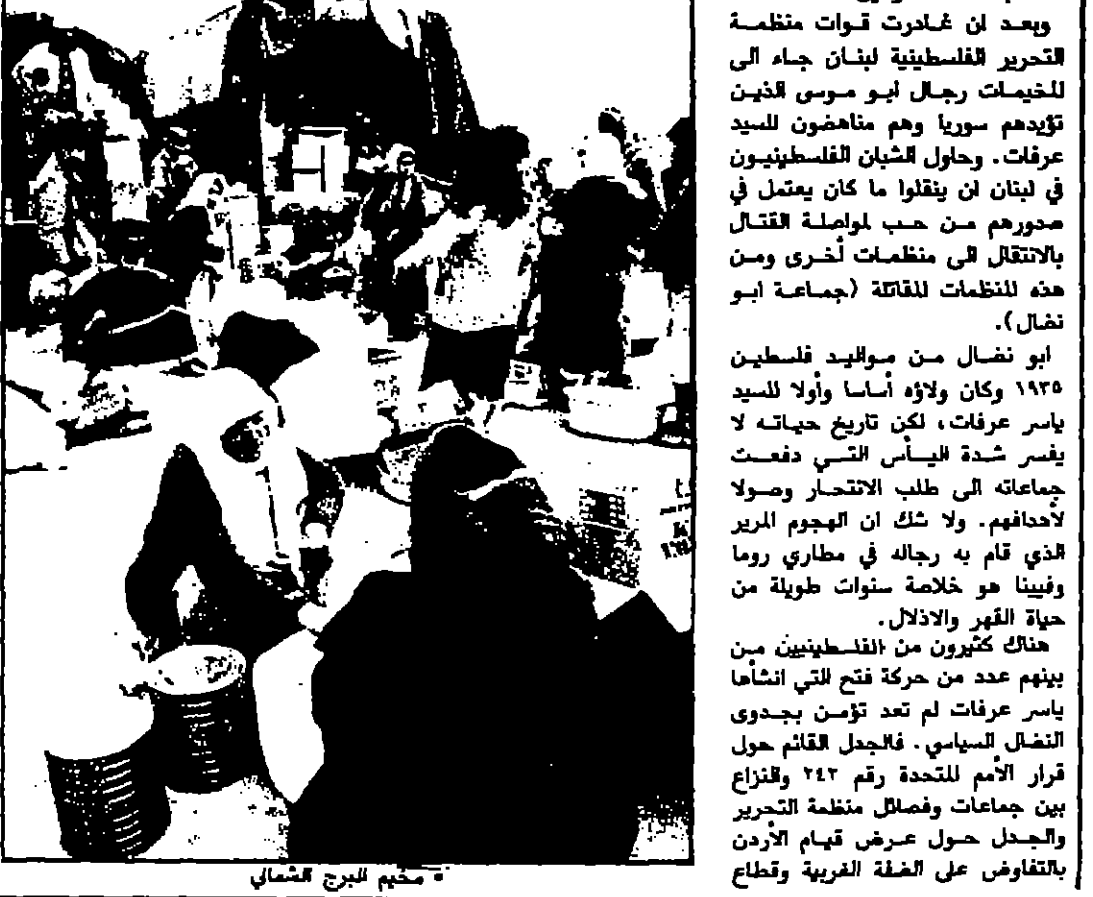 وبعد ان غادرت قوات منظمة
التحرير الفلسطينية لبنان جاء الى
المخيمات رجال ابو موسى الذين
تؤيدهم سوريا وهم مناهضون للسيد
عرفات. وحاول الشبان الفلسطينيون
في لبنان ان ينقلوا ما كان يعتمل في
صدورهم من حب لمواصلة القتال
بالانتقال الى منظمات أخرى ومن
هذه المنظمات المقاتلة (جماعة ابو
نضال).
ابو نضال من مواليد فلسطين
١٩٣٥ وكان ولاؤه أساسا وأولا للسيد
ياسر عرفات، لكن تاريخ حياته لا
يفسر شدة اليأس التي دفعت
جماعاته الى طلب الانتحار وصولا
لأهدافهم. ولا شك ان الهجوم المرير
الذي قام به رجاله في مطاري روما
وفيينا هو خلاصة سنوات طويلة من
حياة القهر والاذلال.
هناك كثيرون من الفلسطينيين من
بينهم عدد من حركة فتح التي انشأها
ياسر عرفات لم تعد تؤمن بجدوى
النضال السياسي. فالجدل القائم حول
قرار الأمم المتحدة رقم ٢٤٢ والنزاع
بين جماعات وفصائل منظمة التحرير
والجدل حول عرض قيام الأردن
بالتفاوض على الضفة الغربية وقطاع
• مخيم البرج الشمالي